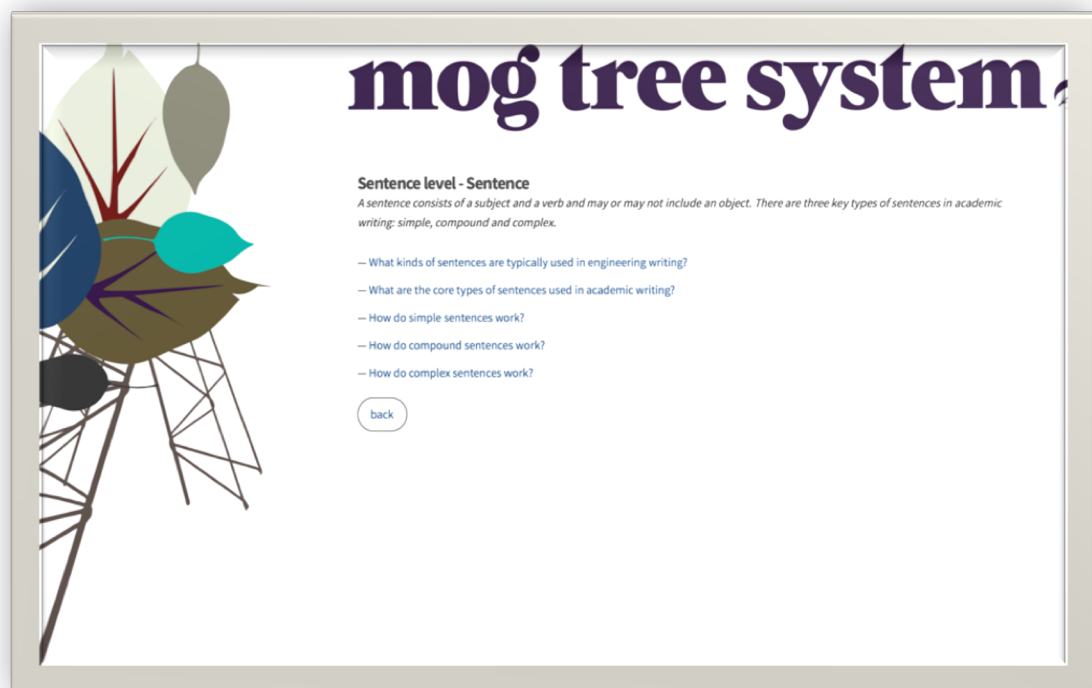 mog tree system
Sentence level - Sentence
A sentence consists of a subject and a verb and may or may not include an object. There are three key types of sentences in academic
writing: simple, compound and complex.
— What kinds of sentences are typically used in engineering writing?
— What are the core types of sentences used in academic writing?
— How do simple sentences work?
— How do compound sentences work?
— How do complex sentences work?
back